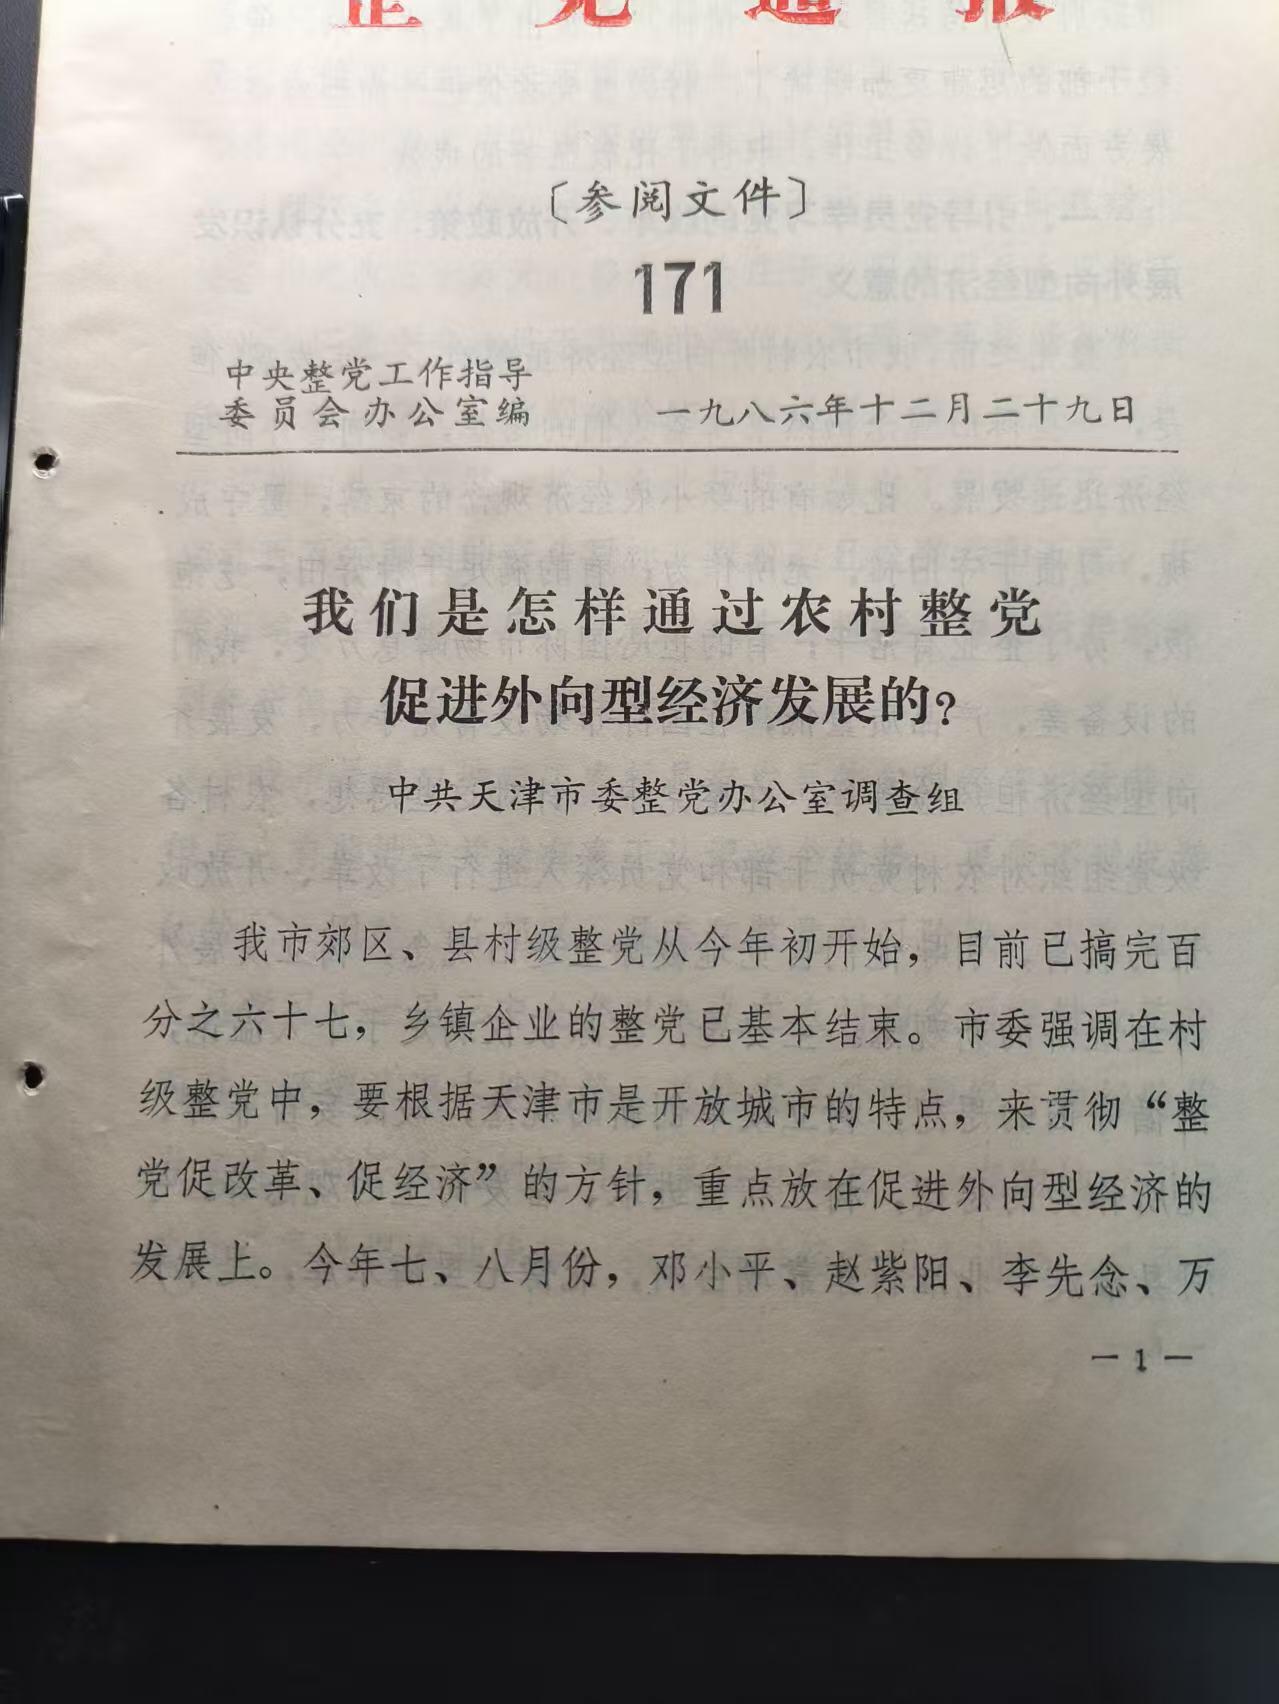 整党通报
〔参阅文件〕
171
中央整党工作指导
委员会办公室编 一九八六年十二月二十九日
我们是怎样通过农村整党
促进外向型经济发展的?
中共天津市委整党办公室调查组
我市郊区、县村级整党从今年初开始，目前已搞完百
分之六十七，乡镇企业的整党已基本结束。市委强调在村
级整党中，要根据天津市是开放城市的特点，来贯彻“整
党促改革、促经济”的方针，重点放在促进外向型经济的
发展上。今年七、八月份，邓小平、赵紫阳、李先念、万
—1—